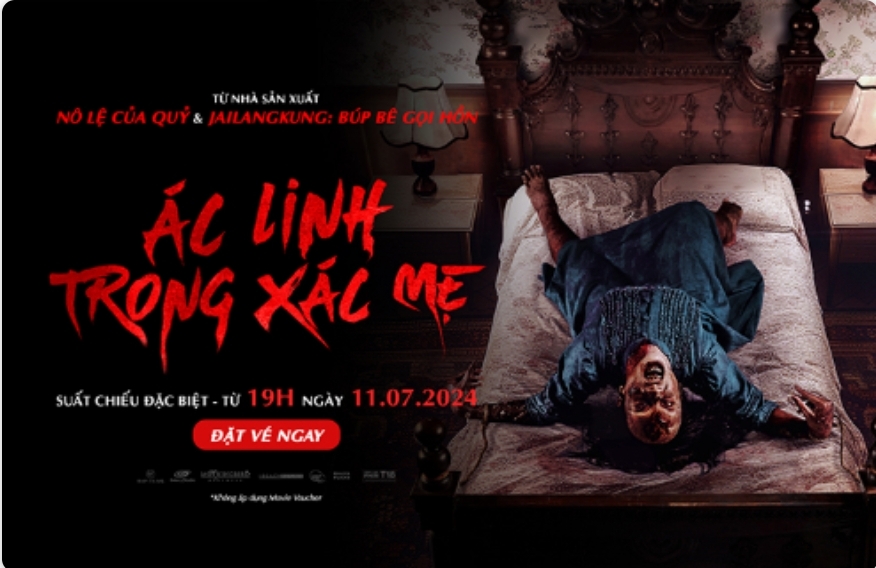 TỪ NHÀ SẢN XUẤT
NÔ LỆ CỦA QUỶ & JAILANGKUNG: BÚP BÊ GỌI HỒN
ÁC LINH
TRONG XÁC MẸ
SUẤT CHIẾU ĐẶC BIỆT - TỪ 19H NGÀY 11.07.2024
ĐẶT VÉ NGAY
T18
*Không áp dụng Movie Voucher